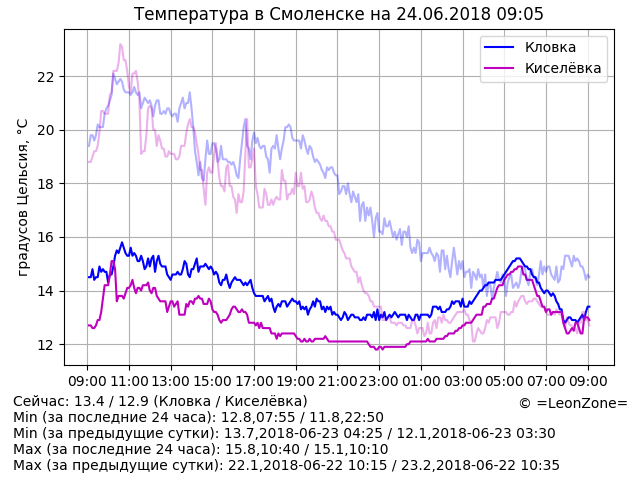 Температура в Смоленске на 24.06.2018 09:05
Кловка
Киселёвка
градусов Цельсия, °C
22
20
18
16
14
12
09:00 11:00 13:00 15:00 17:00 19:00 21:00 23:00 01:00 03:00 05:00 07:00 09:00
Сейчас: 13.4 / 12.9 (Кловка / Киселёвка)
© =LeonZone=
Min (за последние 24 часа): 12.8,07:55 / 11.8,22:50
Min (за предыдущие сутки): 13.7,2018-06-23 04:25 / 12.1,2018-06-23 03:30
Max (за последние 24 часа): 15.8,10:40 / 15.1,10:10
Max (за предыдущие сутки): 22.1,2018-06-22 10:15 / 23.2,2018-06-22 10:35